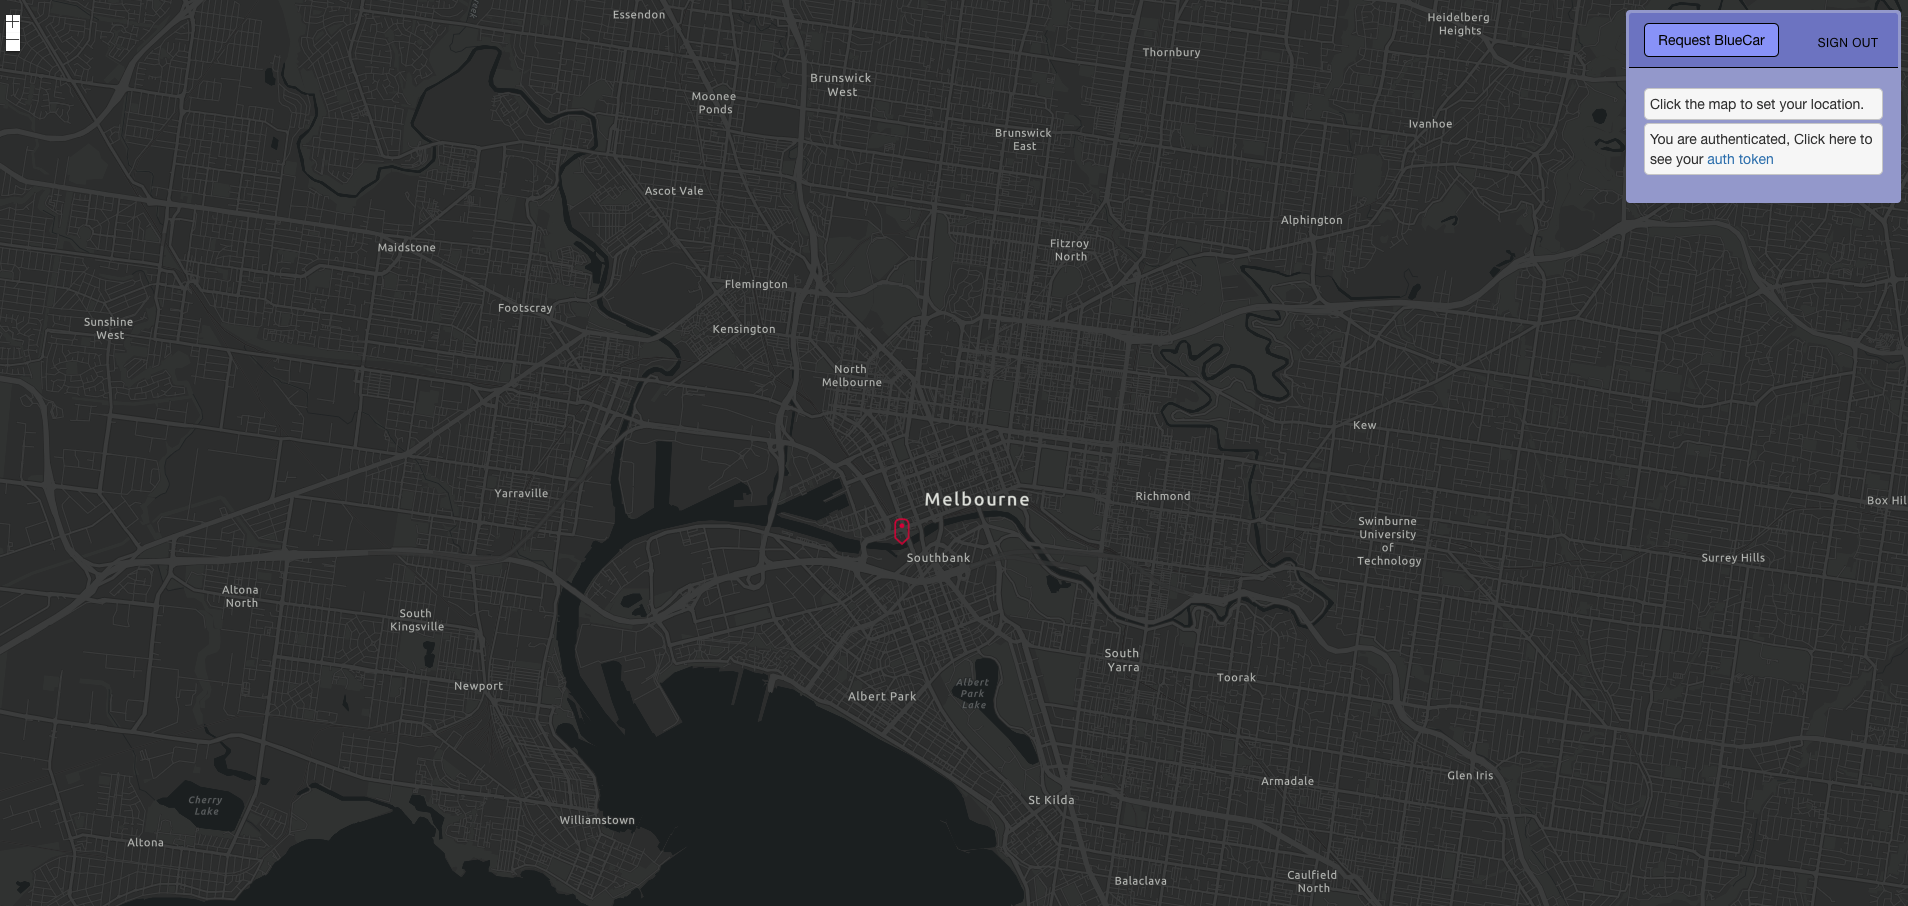 Essendon
Heidelberg
Heights
Request BlueCar
SIGN OUT
Thornbury
Brunswick
West
Moonee
Ponds
Click the map to set your location.
Ivanhoe
Brunswick
East
You are authenticated, Click here to
see your auth token
Ascot Vale
Alphington
Maidstone
Fitzroy
North
Flemington
Footscray
Sunshine
West
Kensington
North
Melbourne
Kew
Yarraville
Melbourne
Richmond
Box Hil
Swinburne
University
of
Technology
Southbank
Surrey Hills
Altona
North
South
Kingsville
South
Yarra
Newport
Albert
Park
Lake
Albert Park
Toorak
Glen Iris
Armadale
Cherry
Lake
St Kilda
Williamstown
Altona
Balaclava
Caulfield
North